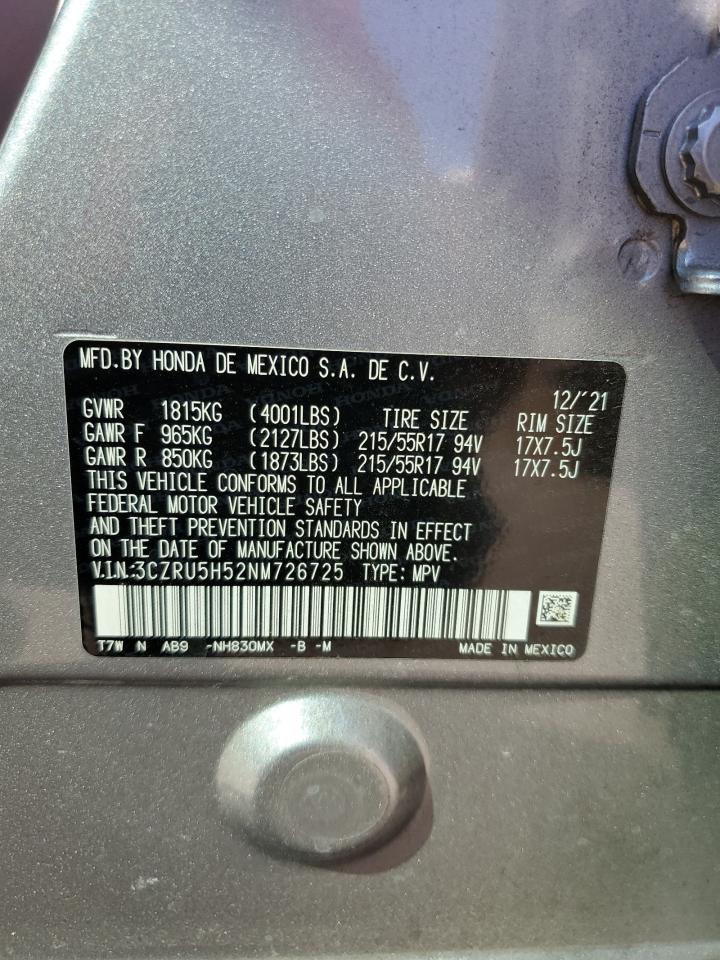 MFD.BY HONDA DE MEXICO S.A. DE C.V.
12/'21
GVWR 1815KG (4001LBS) TIRE SIZE RIM SIZE
GAWR F 965KG (2127LBS) 215/55R17 94V 17X7.5J
GAWR R 850KG (1873LBS) 215/55R17 94V 17X7.5J
THIS VEHICLE CONFORMS TO ALL APPLICABLE
FEDERAL MOTOR VEHICLE SAFETY
AND THEFT PREVENTION STANDARDS IN EFFECT
ON THE DATE OF MANUFACTURE SHOWN ABOVE.
V.I.N:3CZRU5H52NM726725 TYPE: MPV
T7W N AB9 -NH830MX -B -M MADE IN MEXICO